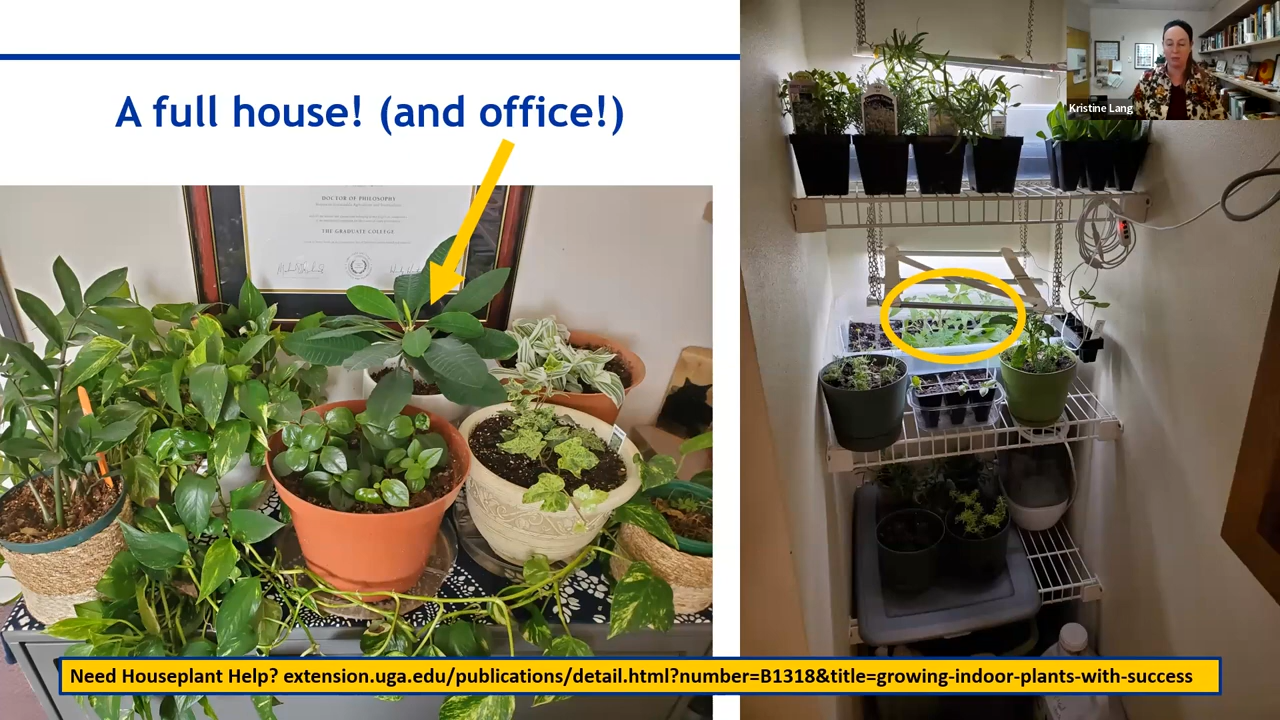 A full house! (and office!)
Kristine Lang
DOCTOR OF PHILOSOPHY
THE GRADUATE COLLEGE
Need Houseplant Help? extension.uga.edu/publications/detail.html?number=B1318&title=growing-indoor-plants-with-success